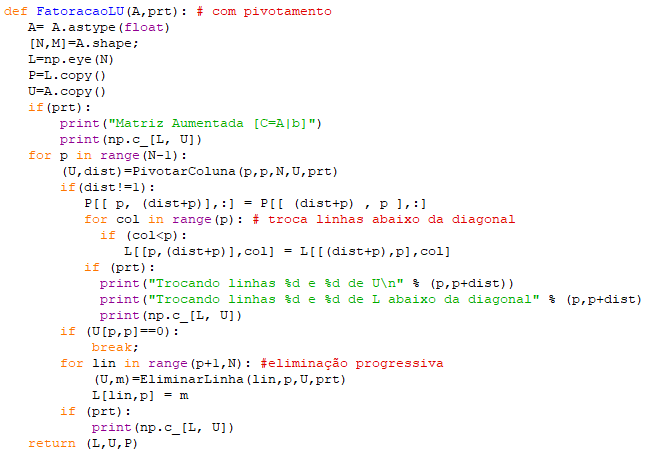 def FatoracaoLU(A,prt): # com pivotamento
    A= A.astype(float)
    [N,M]=A.shape;
    L=np.eye(N)
    P=L.copy()
    U=A.copy()
    if(prt):
        print("Matriz Aumentada [C=A|b]")
        print(np.c_[L, U])
    for p in range(N-1):
        (U,dist)=PivotarColuna(p,p,N,U,prt)
        if(dist!=1):
           P[[ p, (dist+p)],:] = P[[ (dist+p) , p ],:]
           for col in range(p): # troca linhas abaixo da diagonal
             if (col<p):
                L[[p,(dist+p)],col] = L[[(dist+p),p],col]
           if (prt):
             print("Trocando linhas %d e %d de U\n" % (p,p+dist))
             print("Trocando linhas %d e %d de L abaixo da diagonal" % (p,p+dist)
             print(np.c_[L, U])
        if (U[p,p]==0):
            break;
        for lin in range(p+1,N): #eliminação progressiva
            (U,m)=EliminarLinha(lin,p,U,prt)
            L[lin,p] = m
        if (prt):
            print(np.c_[L, U])
    return (L,U,P)